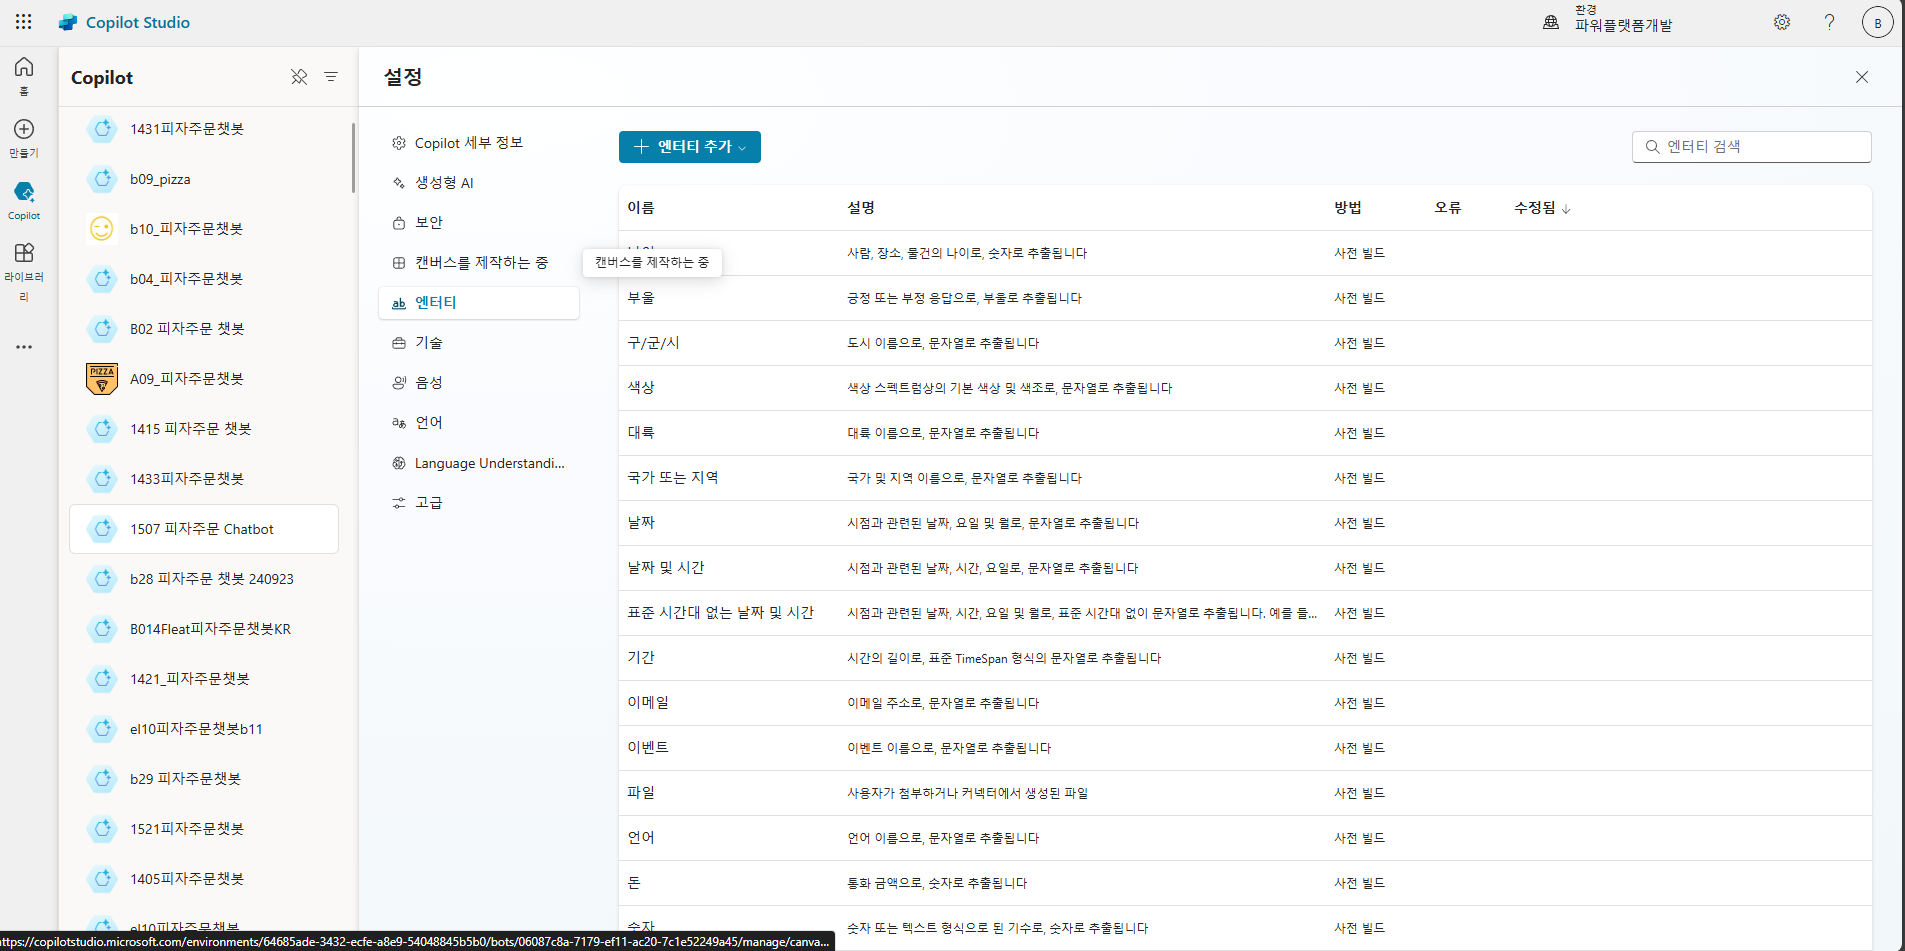 Copilot Studio
환경
파워플랫폼개발
B
홈
만들기
Copilot
라이브러
리
Copilot
1431피자주문챗봇
b09_pizza
b10_피자주문챗봇
b04_피자주문챗봇
B02 피자주문 챗봇
PIZZA
A09_피자주문챗봇
1415 피자주문 챗봇
1433피자주문챗봇
1507 피자주문 Chatbot
b28 피자주문 챗봇 240923
B014Fleat피자주문챗봇KR
1421_피자주문챗봇
el10피자주문챗봇b11
b29 피자주문챗봇
1521피자주문챗봇
1405피자주문챗봇
el10피자주문챗봇
설정
Copilot 세부 정보
생성형 AI
보안
캔버스를 제작하는 중
엔터티
기술
음성
언어
Language Understandi...
고급
캔버스를 제작하는 중
엔터티 추가
엔터티 검색
이름 설명 방법 오류 수정됨
사람, 장소, 물건의 나이로, 숫자로 추출됩니다 사전 빌드
부울 긍정 또는 부정 응답으로, 부울로 추출됩니다 사전 빌드
구/군/시 도시 이름으로, 문자열로 추출됩니다 사전 빌드
색상 색상 스펙트럼상의 기본 색상 및 색조로, 문자열로 추출됩니다 사전 빌드
대륙 대륙 이름으로, 문자열로 추출됩니다 사전 빌드
국가 또는 지역 국가 및 지역 이름으로, 문자열로 추출됩니다 사전 빌드
날짜 시점과 관련된 날짜, 요일 및 월로, 문자열로 추출됩니다 사전 빌드
날짜 및 시간 시점과 관련된 날짜, 시간, 요일로, 문자열로 추출됩니다 사전 빌드
표준 시간대 없는 날짜 및 시간 시점과 관련된 날짜, 시간, 요일 및 월로, 표준 시간대 없이 문자열로 추출됩니다. 예를 들... 사전 빌드
기간 시간의 길이로, 표준 TimeSpan 형식의 문자열로 추출됩니다 사전 빌드
이메일 이메일 주소로, 문자열로 추출됩니다 사전 빌드
이벤트 이벤트 이름으로, 문자열로 추출됩니다 사전 빌드
파일 사용자가 첨부하거나 커넥터에서 생성된 파일 사전 빌드
언어 언어 이름으로, 문자열로 추출됩니다 사전 빌드
돈 통화 금액으로, 숫자로 추출됩니다 사전 빌드
숫자 숫자 또는 텍스트 형식으로 된 기수로, 숫자로 추출됩니다 사전 빌드
https://copilotstudio.microsoft.com/environments/64685ade-3432-ecfe-a8e9-54048845b5b0/bots/06087c8a-7179-ef11-ac20-7c1e52249a45/manage/canva...